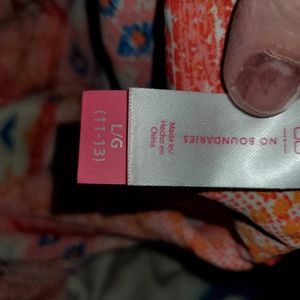 NO BOUNDARIES
Made in/
Hecho en
China
L/G
(11-13)